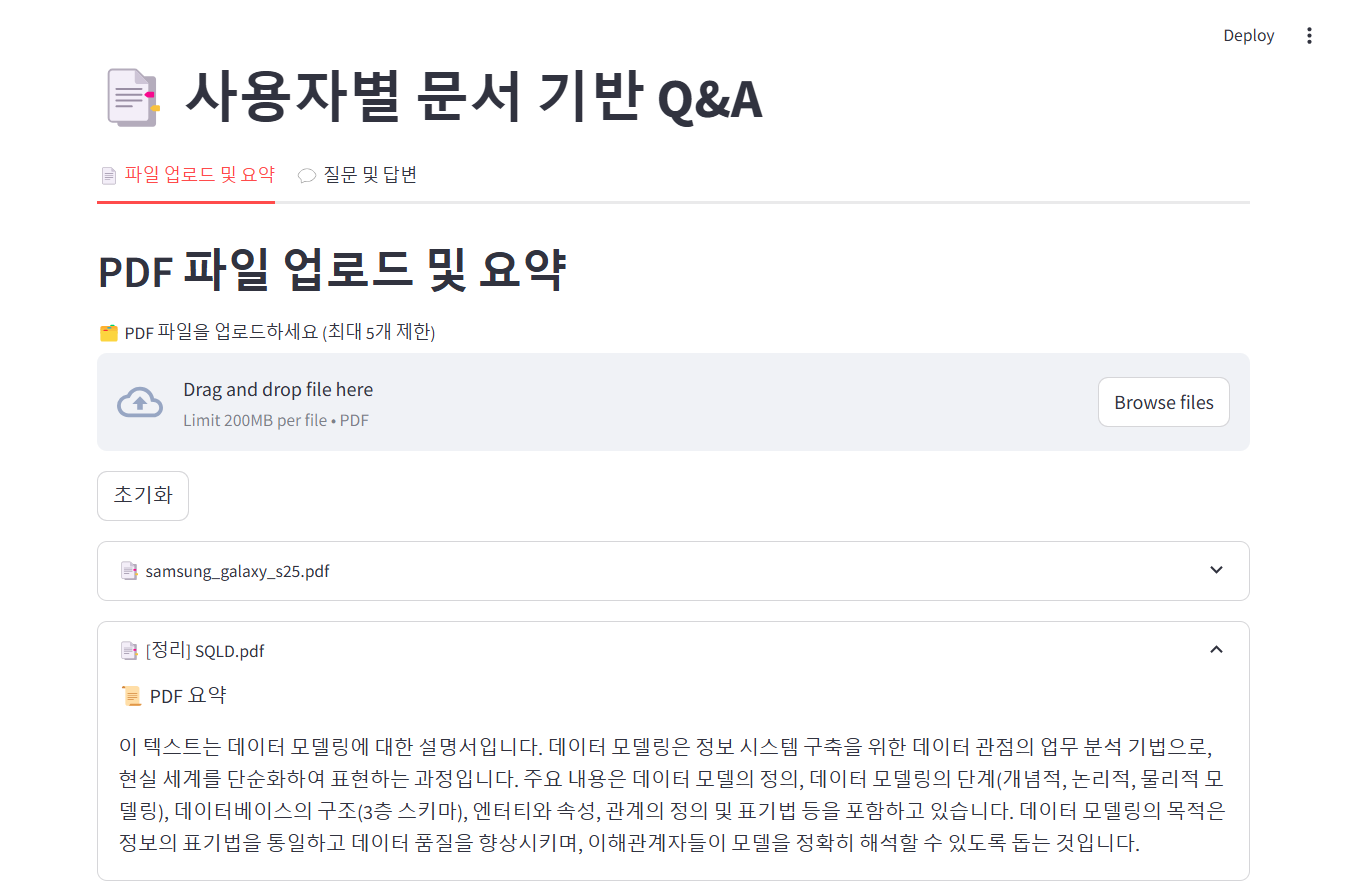 Deploy
사용자별 문서 기반 Q&A
파일 업로드 및 요약 질문 및 답변
PDF 파일 업로드 및 요약
PDF 파일을 업로드하세요 (최대 5개 제한)
Drag and drop file here
Limit 200MB per file • PDF
Browse files
초기화
samsung_galaxy_s25.pdf
[정리] SQLD.pdf
PDF 요약
이 텍스트는 데이터 모델링에 대한 설명서입니다. 데이터 모델링은 정보 시스템 구축을 위한 데이터 관점의 업무 분석 기법으로,
현실 세계를 단순화하여 표현하는 과정입니다. 주요 내용은 데이터 모델의 정의, 데이터 모델링의 단계(개념적, 논리적, 물리적 모
델링), 데이터베이스의 구조(3층 스키마), 엔터티와 속성, 관계의 정의 및 표기법 등을 포함하고 있습니다. 데이터 모델링의 목적은
정보의 표기법을 통일하고 데이터 품질을 향상시키며, 이해관계자들이 모델을 정확히 해석할 수 있도록 돕는 것입니다.